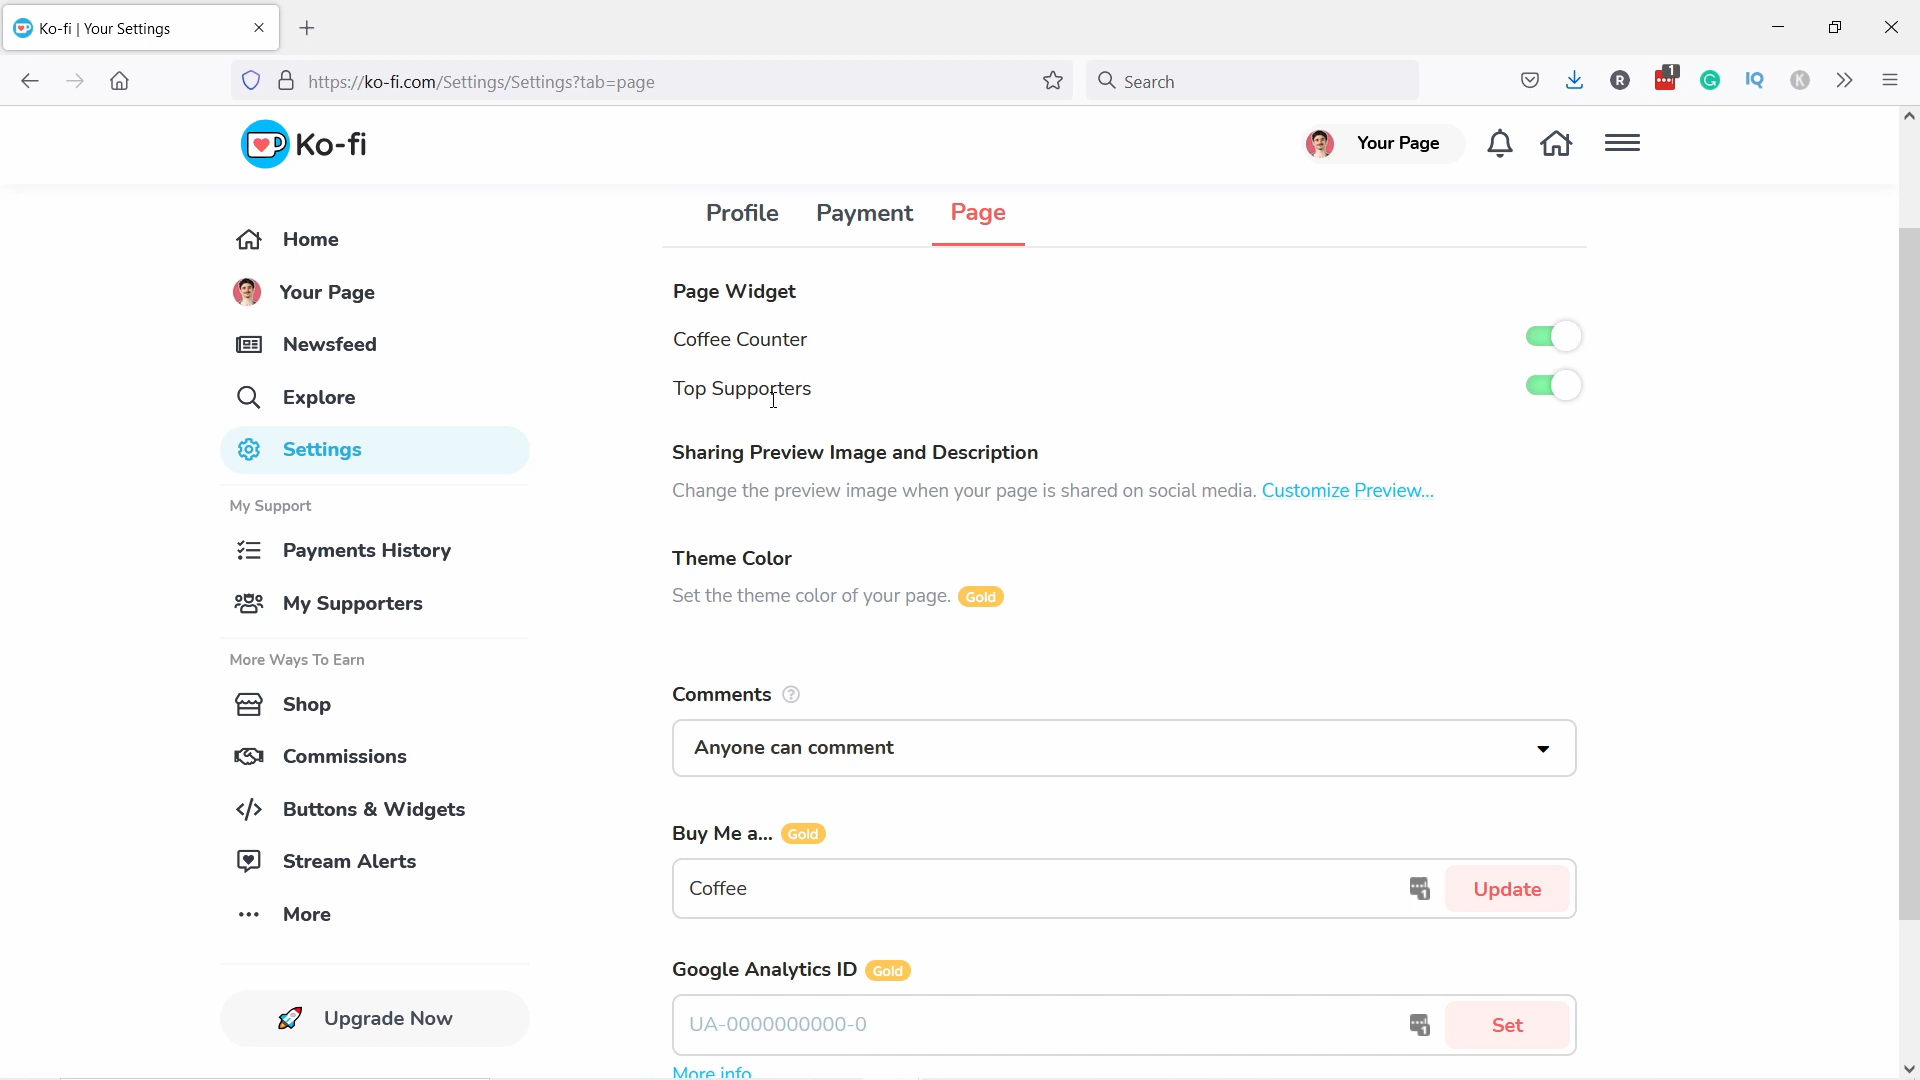 Ko-fi | Your Settings
https://ko-fi.com/Settings/Settings?tab=page
Search
1
R
IQ
K
Ko-fi
Your Page
Home
Your Page
Newsfeed
Explore
Settings
My Support
Payments History
My Supporters
More Ways To Earn
Shop
Commissions
Buttons & Widgets
Stream Alerts
More
Upgrade Now
Profile Payment Page
Page Widget
Coffee Counter
Top Supporters
Sharing Preview Image and Description
Change the preview image when your page is shared on social media. Customize Preview...
Theme Color
Set the theme color of your page. Gold
Comments ?
Anyone can comment
Buy Me a... Gold
Coffee 1 Update
Google Analytics ID Gold
UA-0000000000-0 1 Set
More info